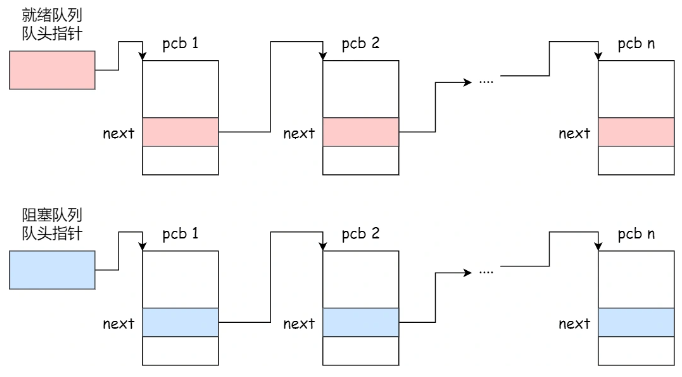 就绪队列
队头指针
pcb 1
pcb 2
pcb n
....
next
next
next
阻塞队列
队头指针
pcb 1
pcb 2
pcb n
....
next
next
next